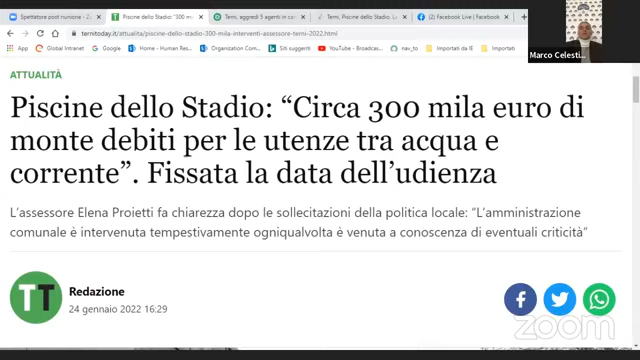 Spettatore post riunione - Z
Piscine dello Stadio: "300 m
Terni, aggredì 5 agenti in car
Terni, Piscine dello Stadio. L
(2) Facebook Live | Facebook
ternitoday.it/attualita/piscine-dello-stadio-300-mila-interventi-assessore-terni-2022.html
App
Global Intranet
G Google
Home - Human Res...
Organization Com...
Siti suggeriti
YouTube - Broadcas...
nav_to
Importati da IE
Importati
Marco Celesti...
ATTUALITÀ
Piscine dello Stadio: “Circa 300 mila euro di
monte debiti per le utenze tra acqua e
corrente”. Fissata la data dell’udienza
L’assessore Elena Proietti fa chiarezza dopo le sollecitazioni della politica locale: “L’amministrazione
comunale è intervenuta tempestivamente ogniqualvolta è venuta a conoscenza di eventuali criticità”
TT
Redazione
24 gennaio 2022 16:29
zoom